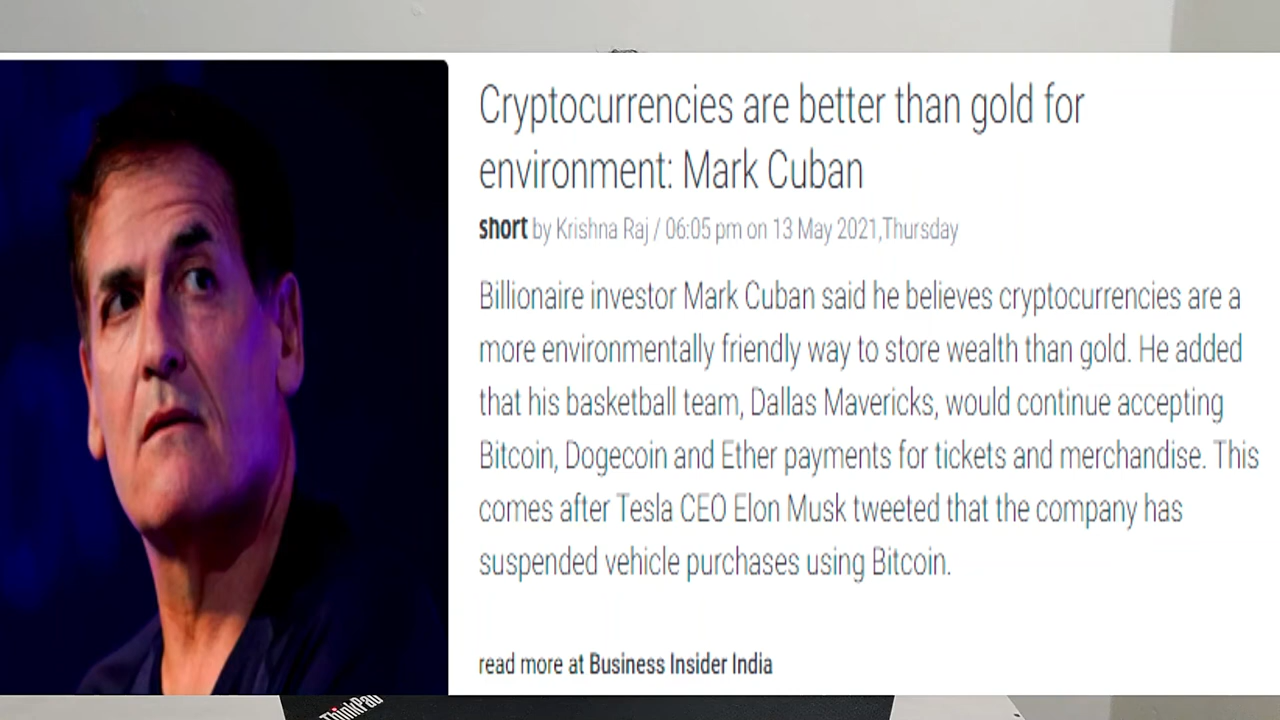 Cryptocurrencies are better than gold for
environment: Mark Cuban
short by Krishna Raj / 06:05 pm on 13 May 2021,Thursday
Billionaire investor Mark Cuban said he believes cryptocurrencies are a
more environmentally friendly way to store wealth than gold. He added
that his basketball team, Dallas Mavericks, would continue accepting
Bitcoin, Dogecoin and Ether payments for tickets and merchandise. This
comes after Tesla CEO Elon Musk tweeted that the company has
suspended vehicle purchases using Bitcoin.
read more at Business Insider India
ThinkPad